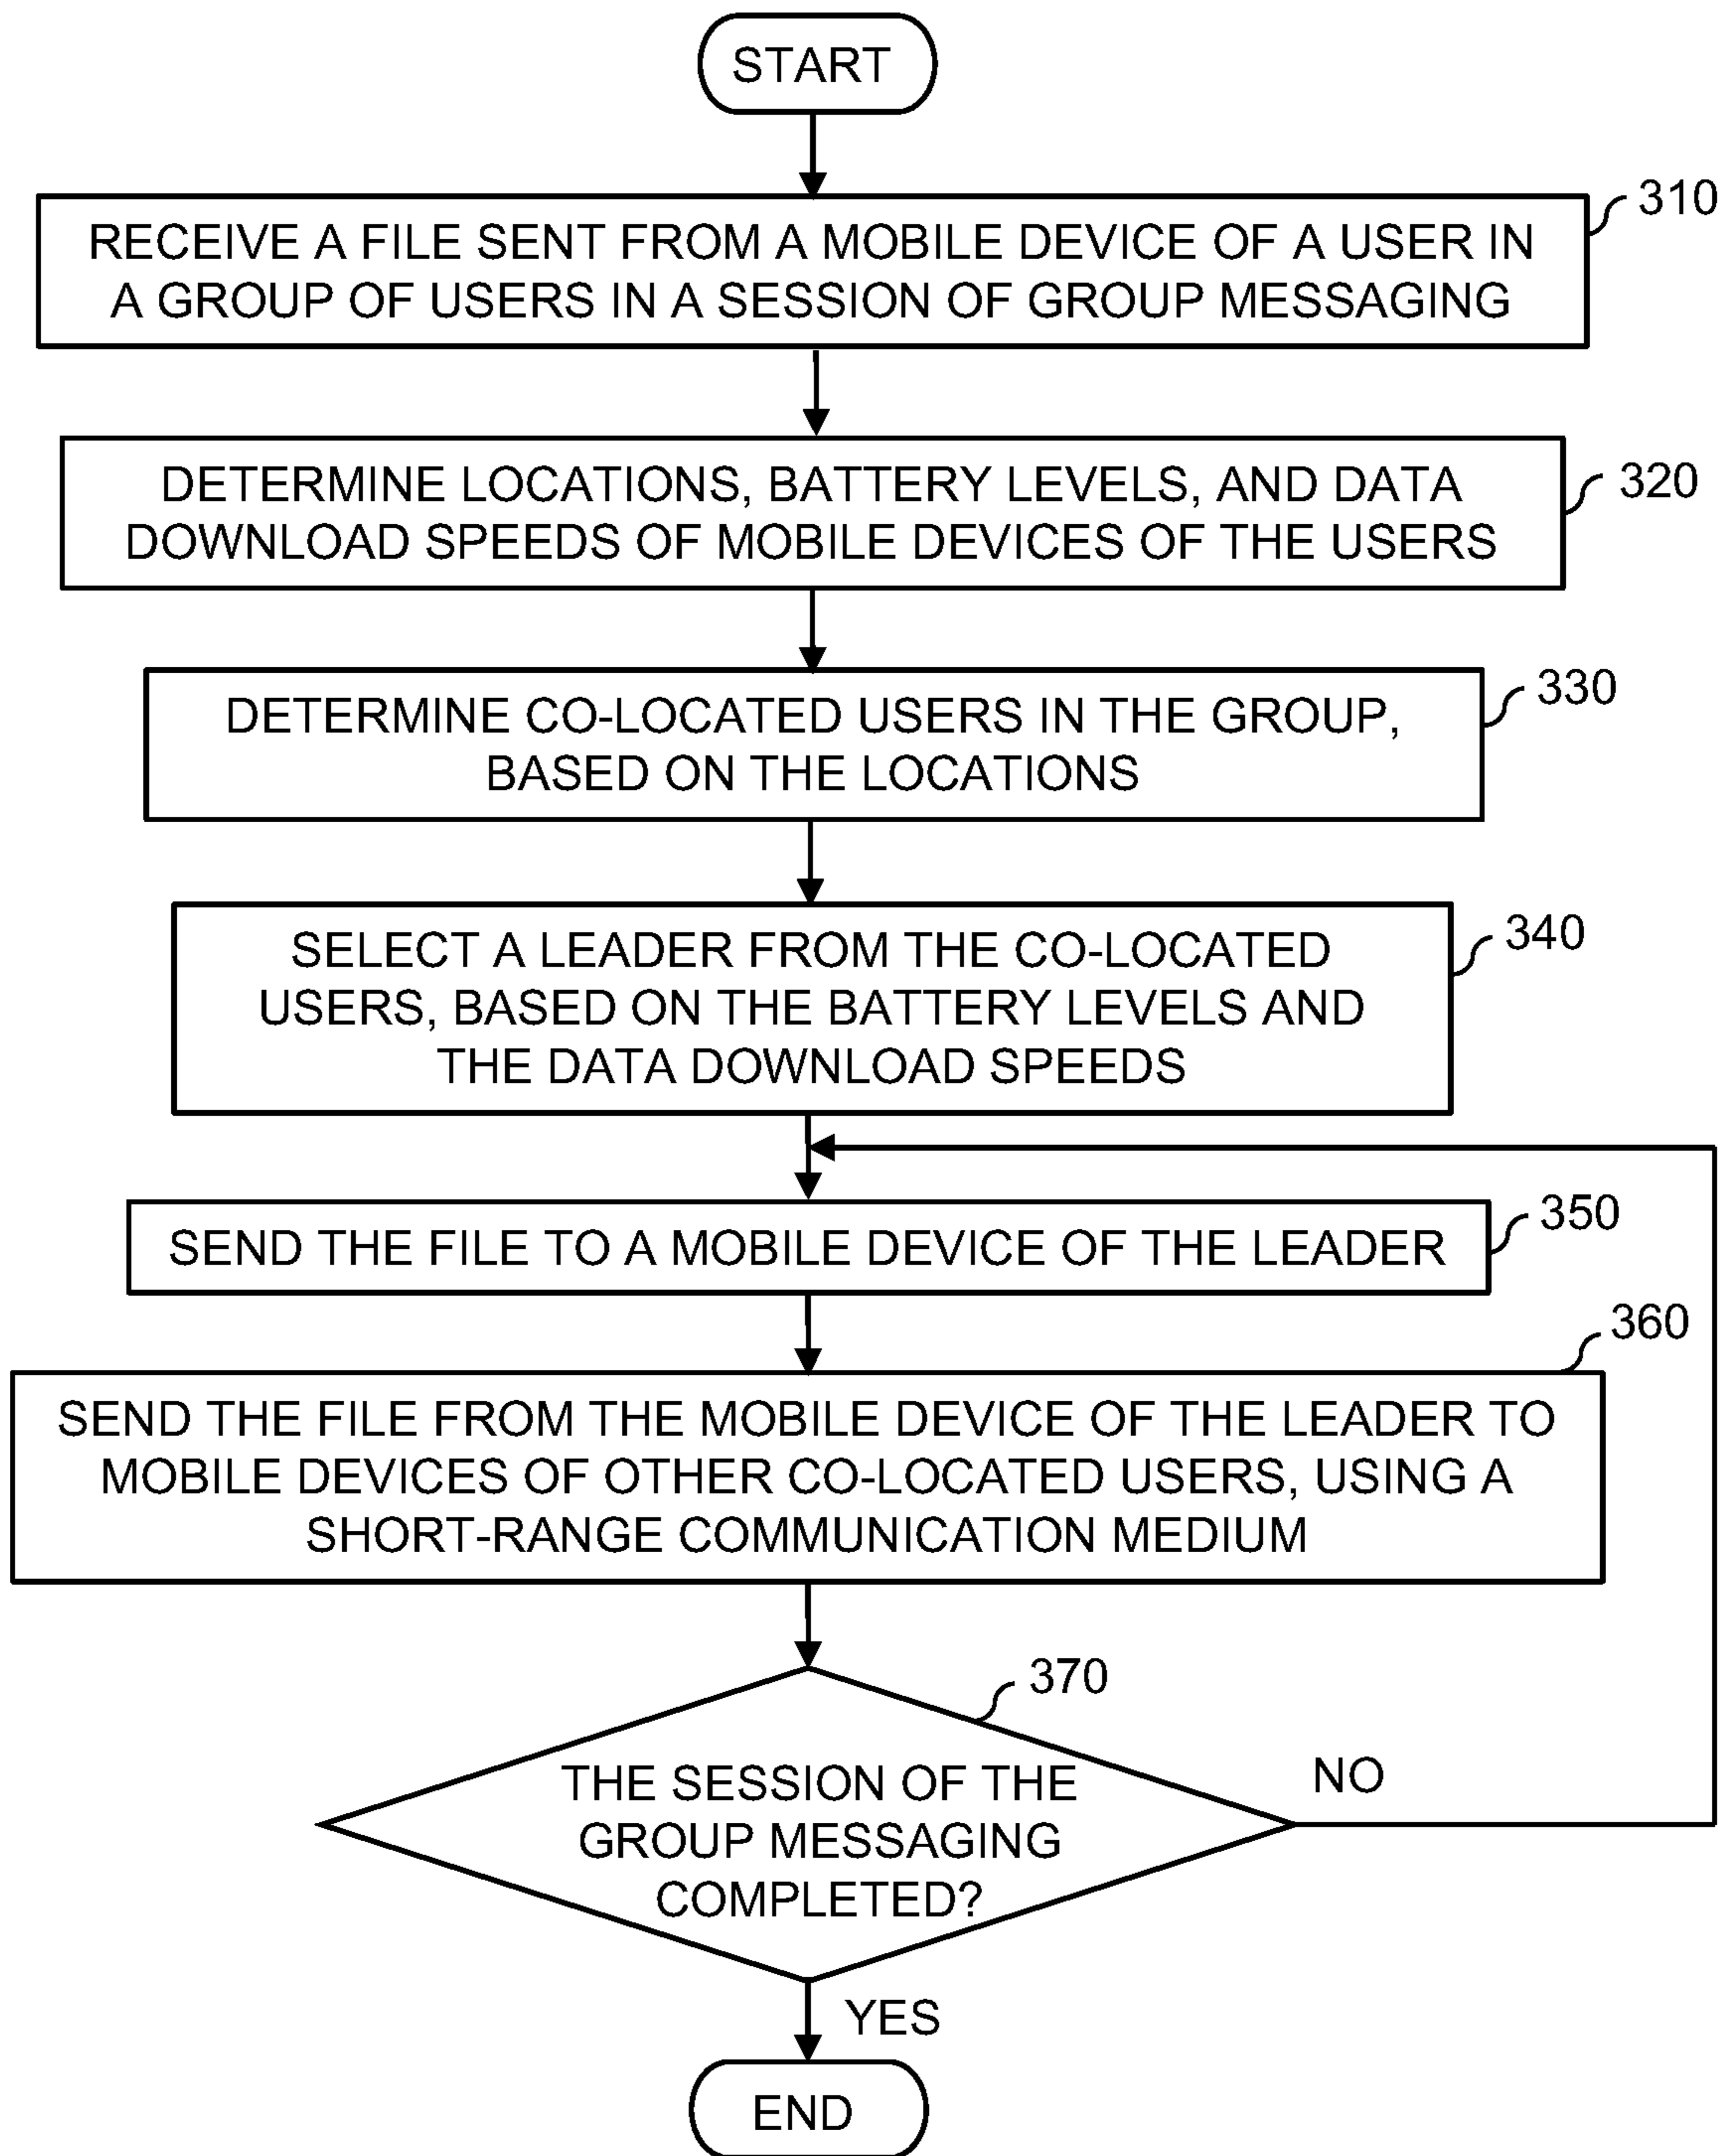 START
310
RECEIVE A FILE SENT FROM A MOBILE DEVICE OF A USER IN
A GROUP OF USERS IN A SESSION OF GROUP MESSAGING
320
DETERMINE LOCATIONS, BATTERY LEVELS, AND DATA
DOWNLOAD SPEEDS OF MOBILE DEVICES OF THE USERS
330
DETERMINE CO-LOCATED USERS IN THE GROUP,
BASED ON THE LOCATIONS
340
SELECT A LEADER FROM THE CO-LOCATED
USERS, BASED ON THE BATTERY LEVELS AND
THE DATA DOWNLOAD SPEEDS
350
SEND THE FILE TO A MOBILE DEVICE OF THE LEADER
360
SEND THE FILE FROM THE MOBILE DEVICE OF THE LEADER TO
MOBILE DEVICES OF OTHER CO-LOCATED USERS, USING A
SHORT-RANGE COMMUNICATION MEDIUM
370
THE SESSION OF THE
GROUP MESSAGING
COMPLETED?
NO
YES
END